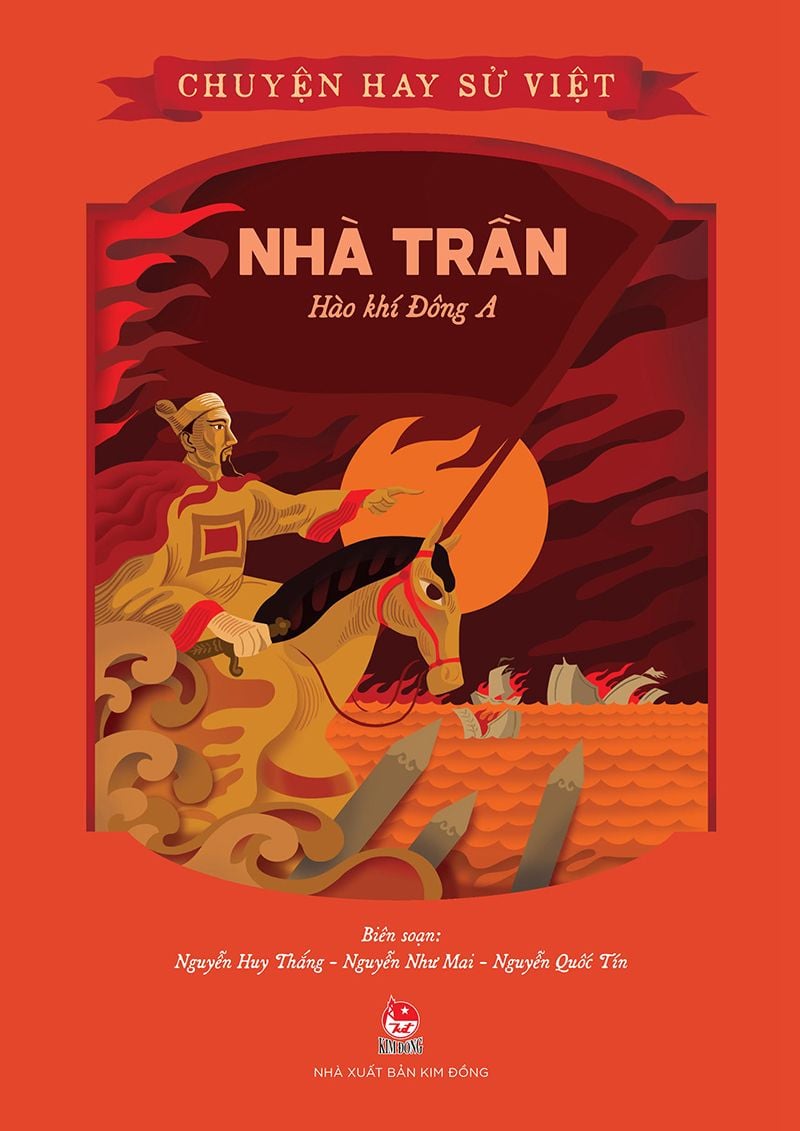 CHUYỆN HAY SỬ VIỆT
NHÀ TRẦN
Hào khí Đông A
Biên soạn:
Nguyễn Huy Thắng - Nguyễn Như Mai - Nguyễn Quốc Tín
KIM ĐỒNG
NHÀ XUẤT BẢN KIM ĐỒNG